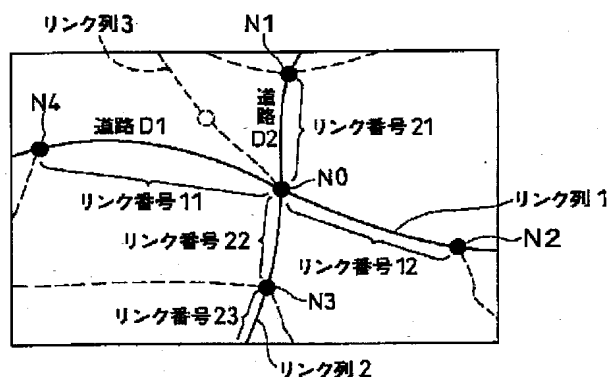 リンク列3
N1
N4
道路D1
道路
D2
リンク番号21
N0
リンク番号11
リンク列1
リンク番号22
N2
リンク番号12
N3
リンク番号23
リンク列2